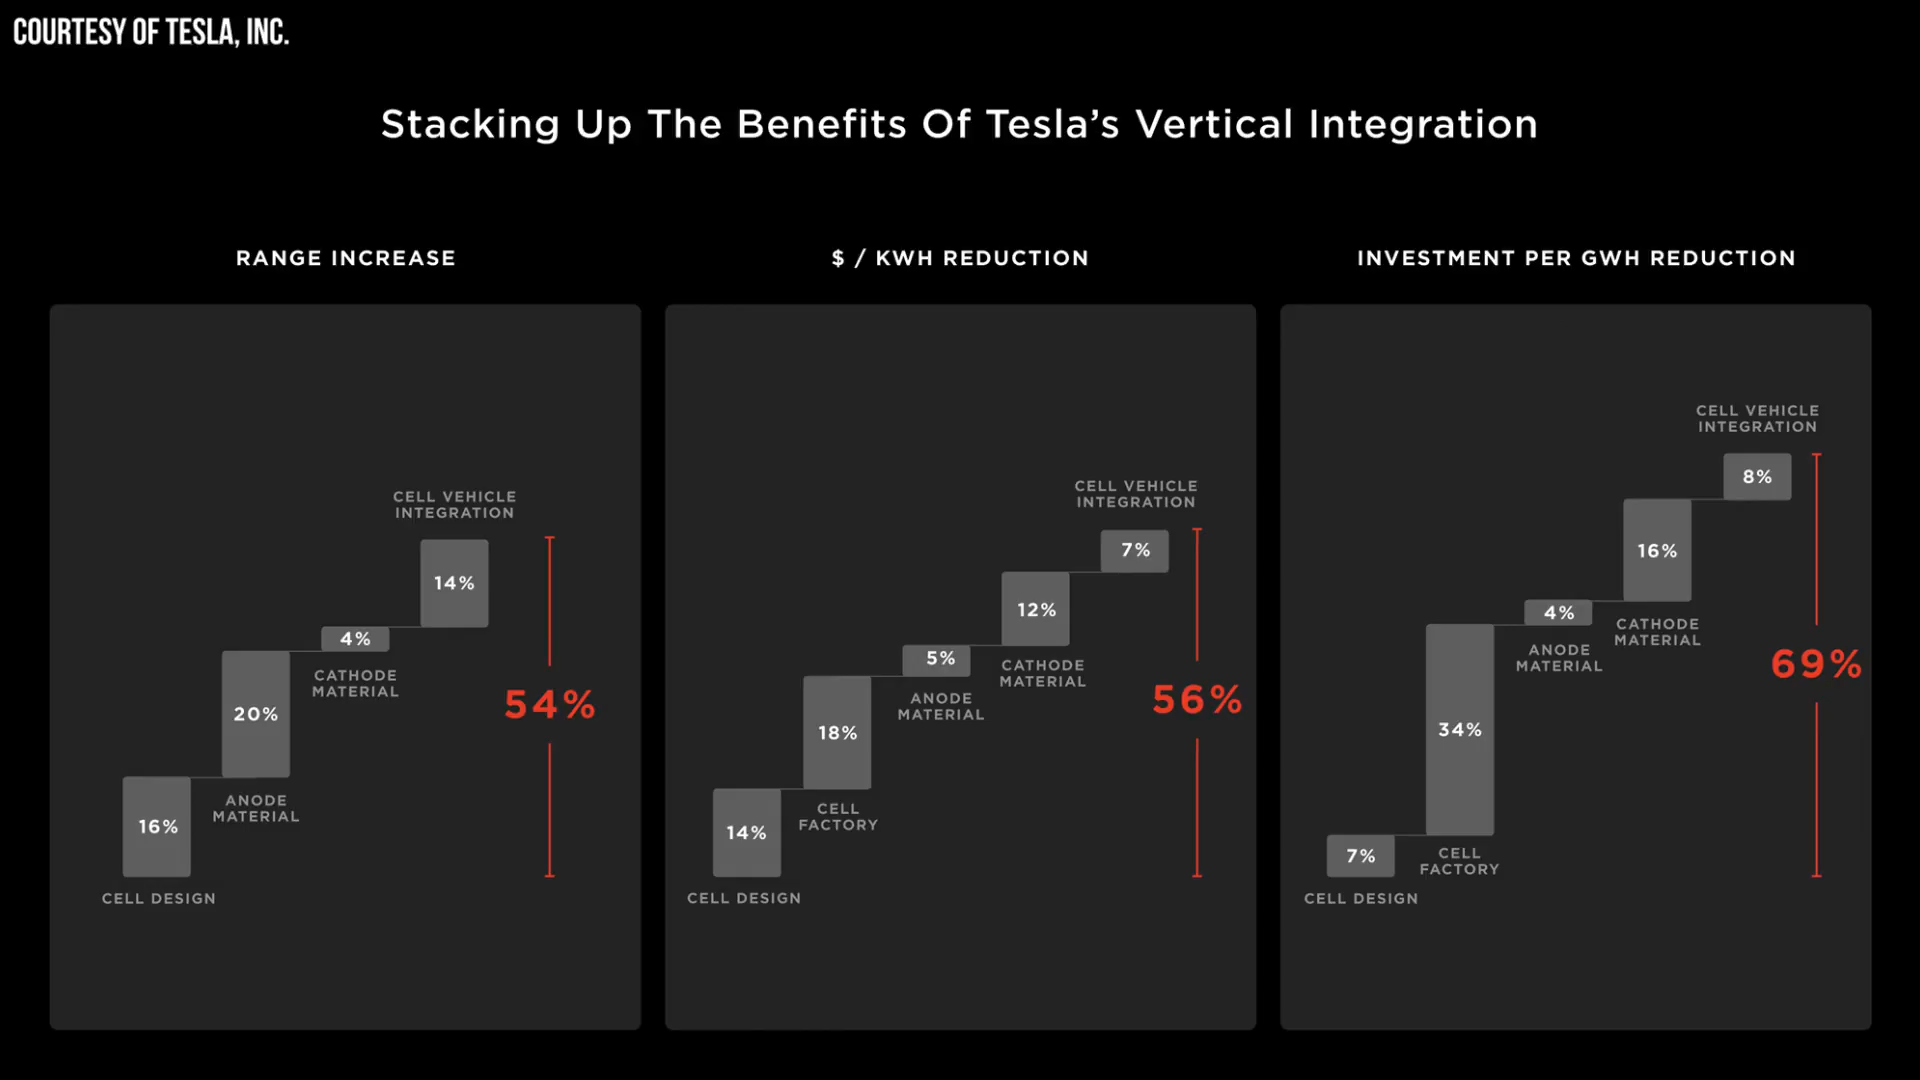 COURTESY OF TESLA, INC.
Stacking Up The Benefits Of Tesla's Vertical Integration
RANGE INCREASE
CELL VEHICLE
INTEGRATION
14%
4%
CATHODE
MATERIAL
20%
ANODE
MATERIAL
16%
CELL DESIGN
54%
$ / KWH REDUCTION
CELL VEHICLE
INTEGRATION
7%
12%
CATHODE
MATERIAL
5%
ANODE
MATERIAL
18%
CELL
FACTORY
14%
CELL DESIGN
56%
INVESTMENT PER GWH REDUCTION
CELL VEHICLE
INTEGRATION
8%
16%
CATHODE
MATERIAL
4%
ANODE
MATERIAL
34%
CELL
FACTORY
7%
CELL DESIGN
69%